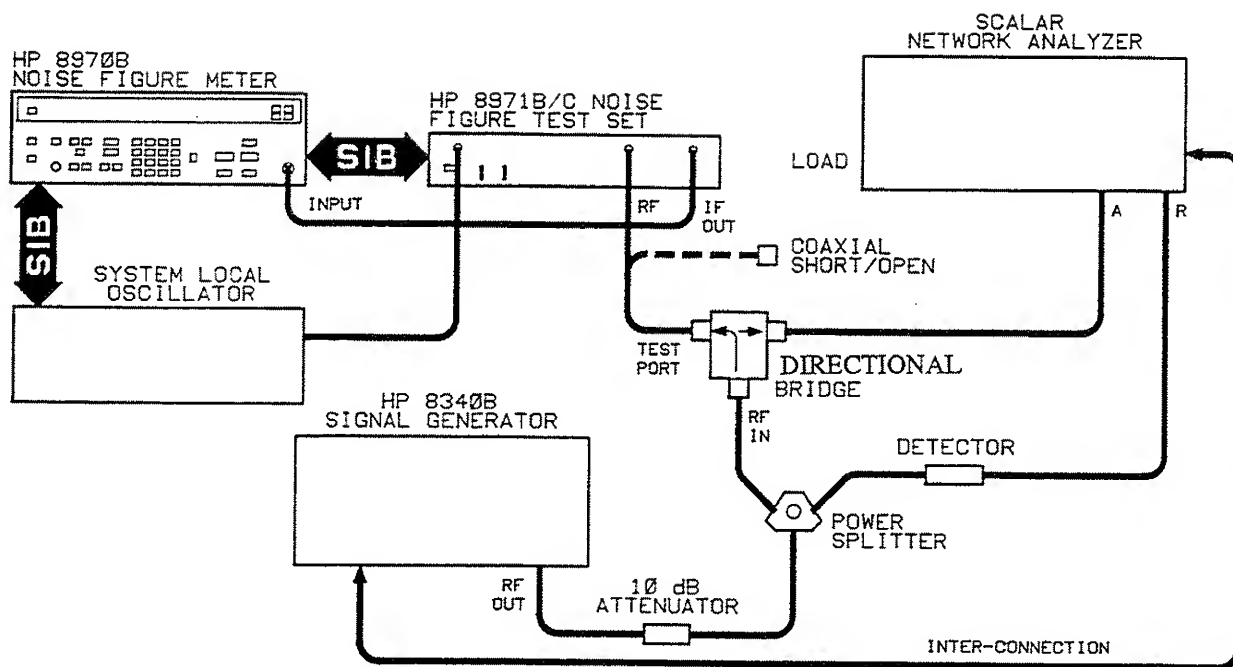 SCALAR
NETWORK ANALYZER
HP 8970B
NOISE FIGURE METER
HP 8971B/C NOISE
FIGURE TEST SET
SIB
LOAD
INPUT
RF
IF
OUT
A
R
SIB
COAXIAL
SHORT/OPEN
SYSTEM LOCAL
OSCILLATOR
TEST
PORT
DIRECTIONAL
BRIDGE
HP 8340B
SIGNAL GENERATOR
RF
IN
DETECTOR
POWER
SPLITTER
RF
OUT
10 dB
ATTENUATOR
INTER-CONNECTION